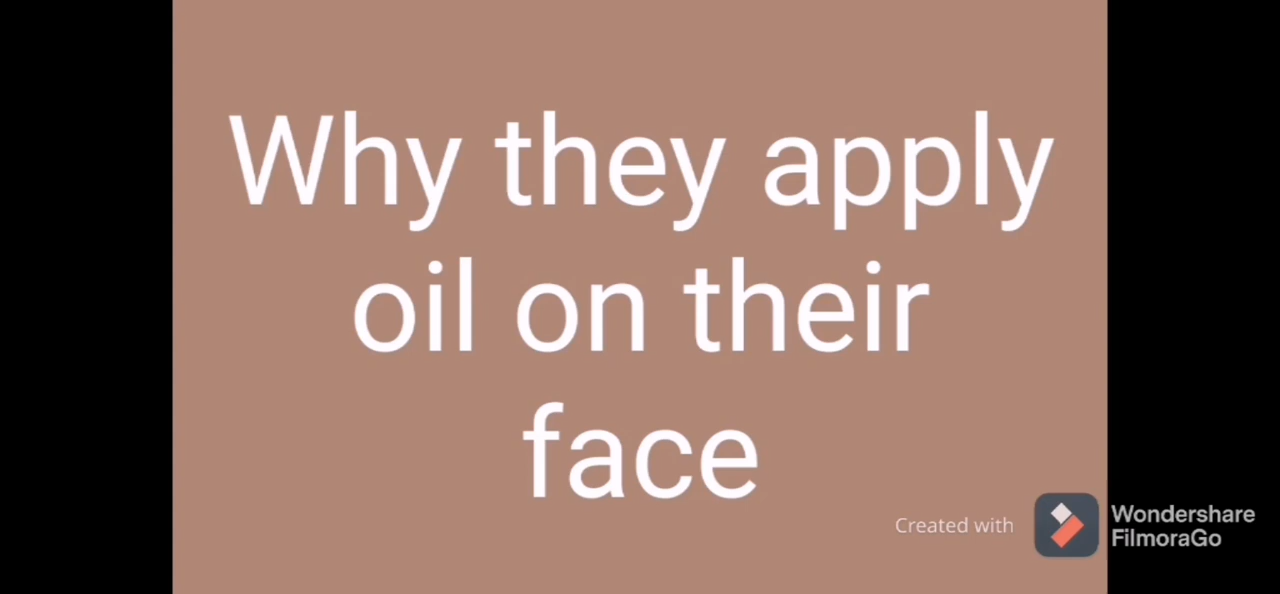 Why they apply
oil on their
face
Created with
Wondershare
FilmoraGo